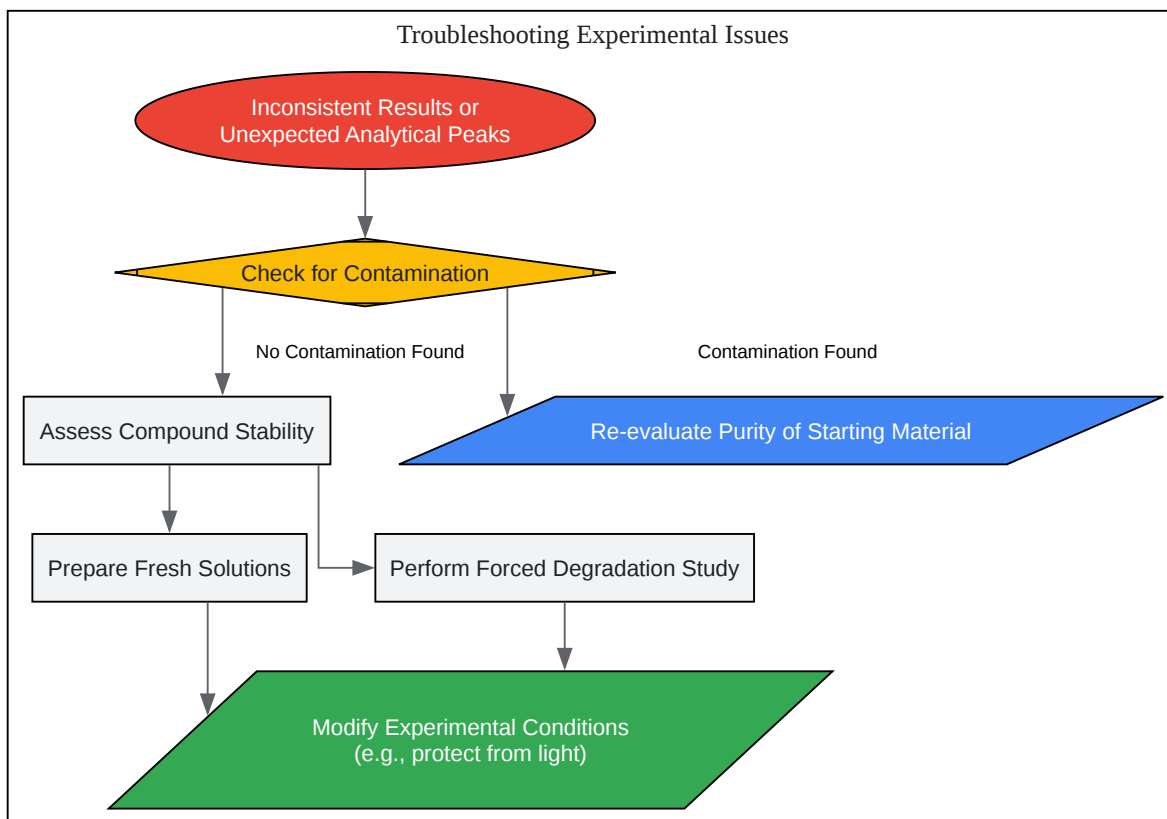 Troubleshooting Experimental Issues
Inconsistent Results or
Unexpected Analytical Peaks
Check for Contamination
No Contamination Found
Contamination Found
Assess Compound Stability
Re-evaluate Purity of Starting Material
Prepare Fresh Solutions
Perform Forced Degradation Study
Modify Experimental Conditions
(e.g., protect from light)